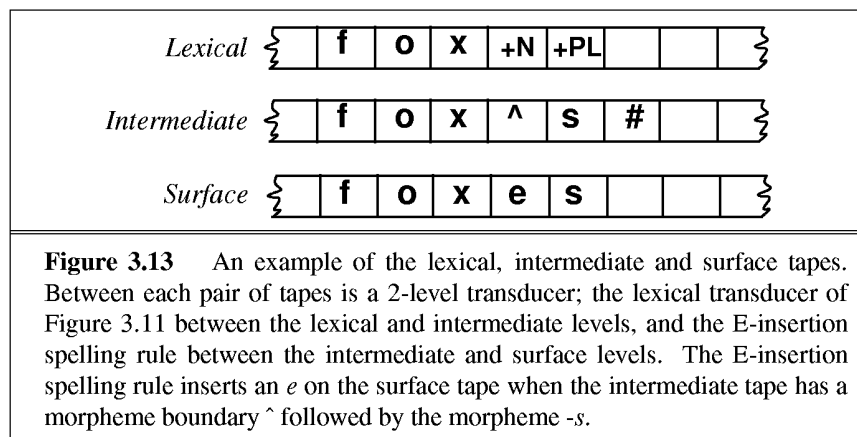 Lexical f o x +N +PL
Intermediate f o x ^ s #
Surface f o x e s
Figure 3.13 An example of the lexical, intermediate and surface tapes.
Between each pair of tapes is a 2-level transducer; the lexical transducer of
Figure 3.11 between the lexical and intermediate levels, and the E-insertion
spelling rule between the intermediate and surface levels. The E-insertion
spelling rule inserts an e on the surface tape when the intermediate tape has a
morpheme boundary ^ followed by the morpheme -s.